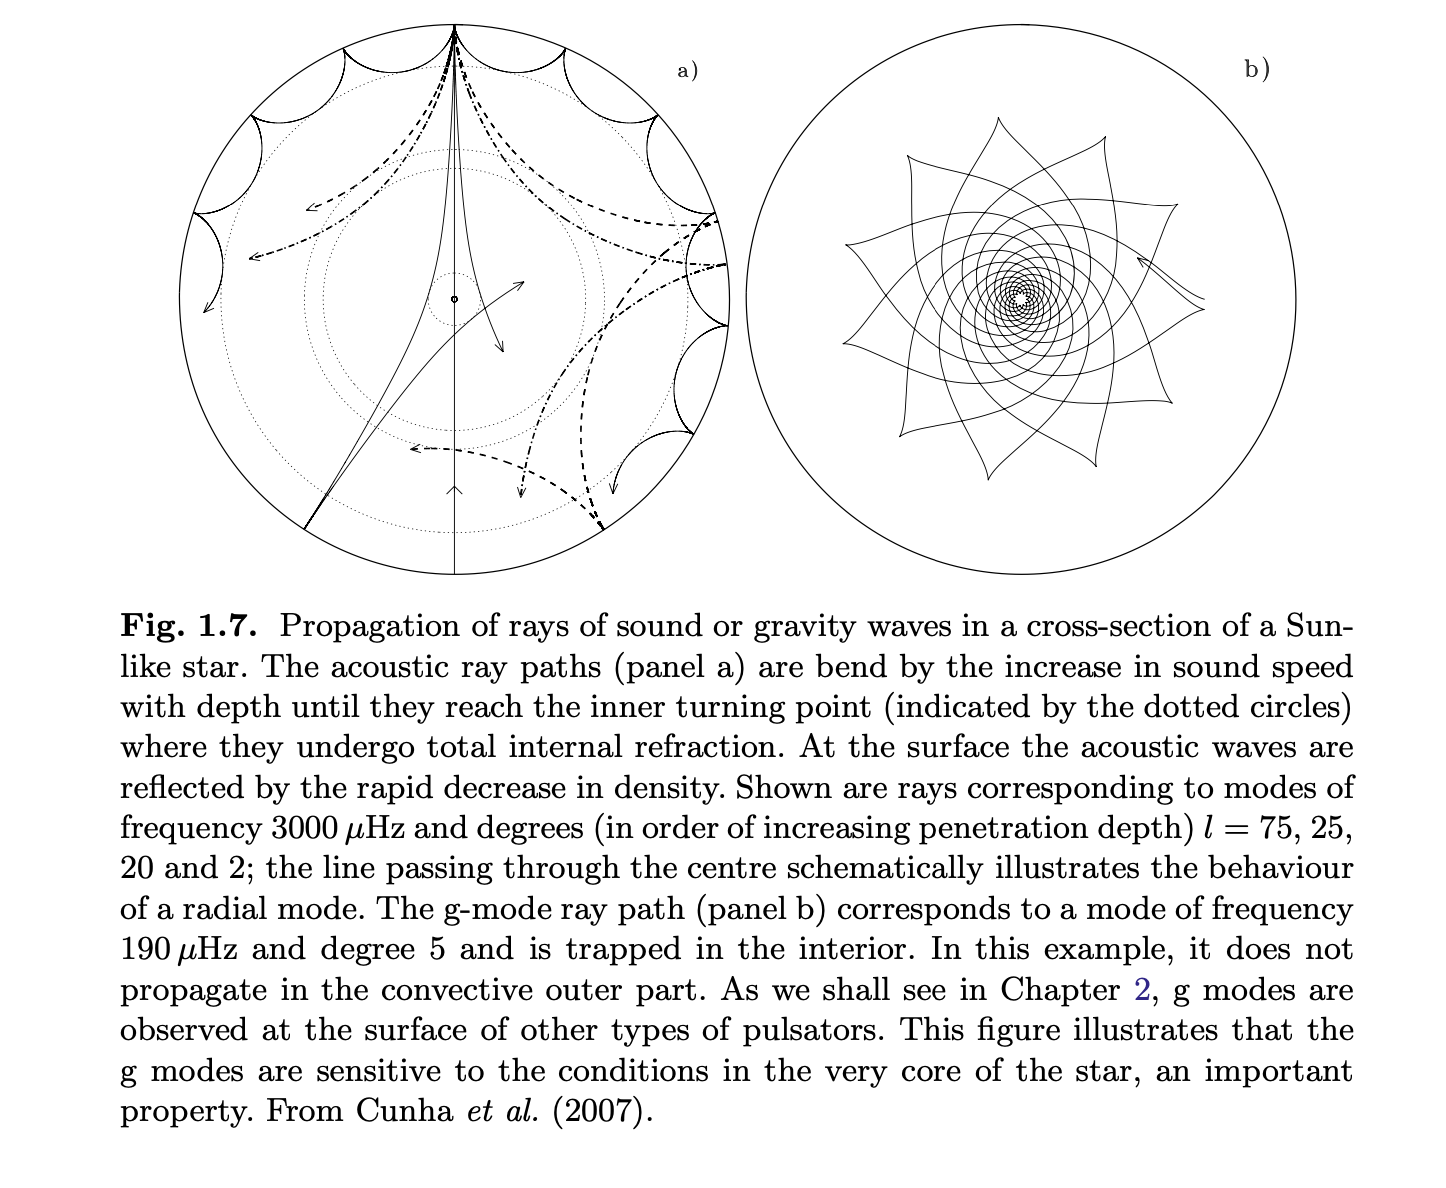 a)
b)
Fig. 1.7. Propagation of rays of sound or gravity waves in a cross-section of a Sun-
like star. The acoustic ray paths (panel a) are bend by the increase in sound speed
with depth until they reach the inner turning point (indicated by the dotted circles)
where they undergo total internal refraction. At the surface the acoustic waves are
reflected by the rapid decrease in density. Shown are rays corresponding to modes of
frequency 3000 μHz and degrees (in order of increasing penetration depth) l = 75, 25,
20 and 2; the line passing through the centre schematically illustrates the behaviour
of a radial mode. The g-mode ray path (panel b) corresponds to a mode of frequency
190 μHz and degree 5 and is trapped in the interior. In this example, it does not
propagate in the convective outer part. As we shall see in Chapter 2, g modes are
observed at the surface of other types of pulsators. This figure illustrates that the
g modes are sensitive to the conditions in the very core of the star, an important
property. From Cunha et al. (2007).